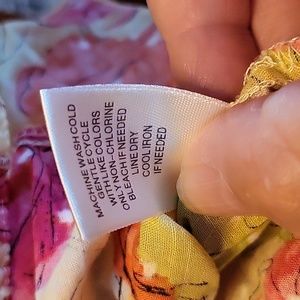 MACHINE WASH COLD
GENTLE CYCLE
WITH LIKE COLORS
ONLY NON-CHLORINE
BLEACH IF NEEDED
LINE DRY
COOL IRON
IF NEEDED